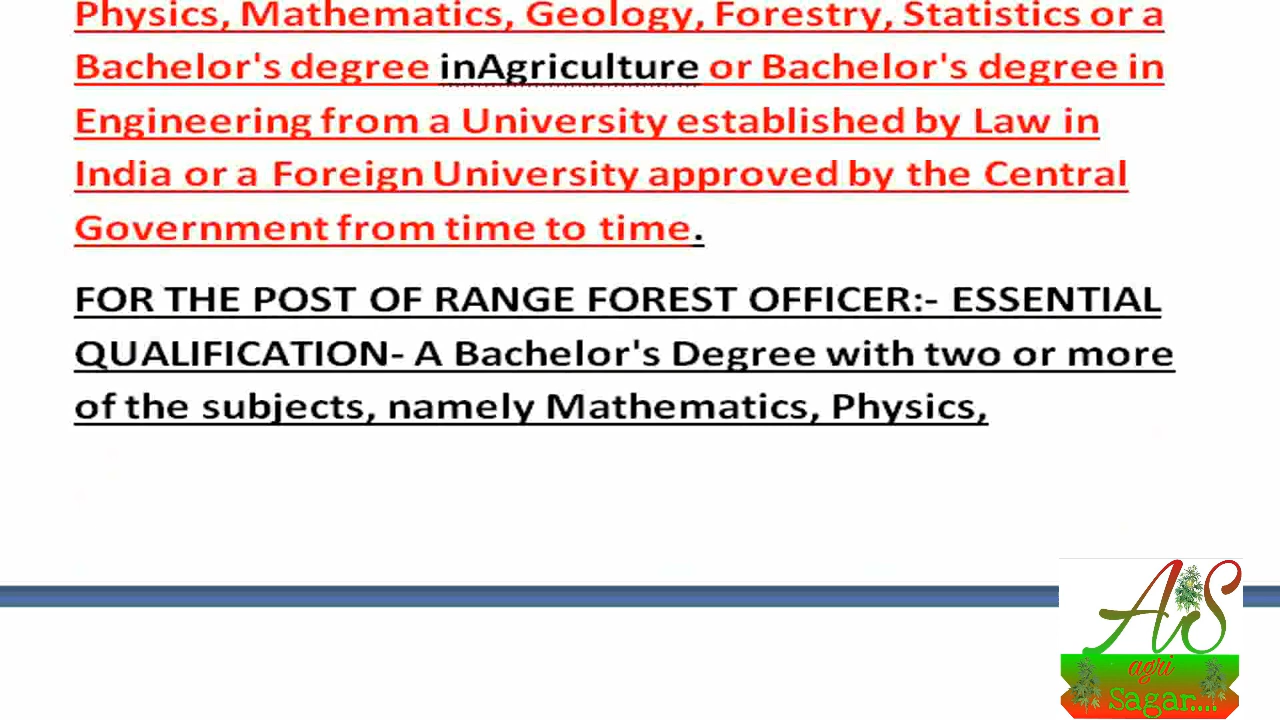 Physics, Mathematics, Geology, Forestry, Statistics or a
Bachelor's degree inAgriculture or Bachelor's degree in
Engineering from a University established by Law in
India or a Foreign University approved by the Central
Government from time to time.
FOR THE POST OF RANGE FOREST OFFICER:- ESSENTIAL
QUALIFICATION- A Bachelor's Degree with two or more
of the subjects, namely Mathematics, Physics,
AS
agri
Sagar....